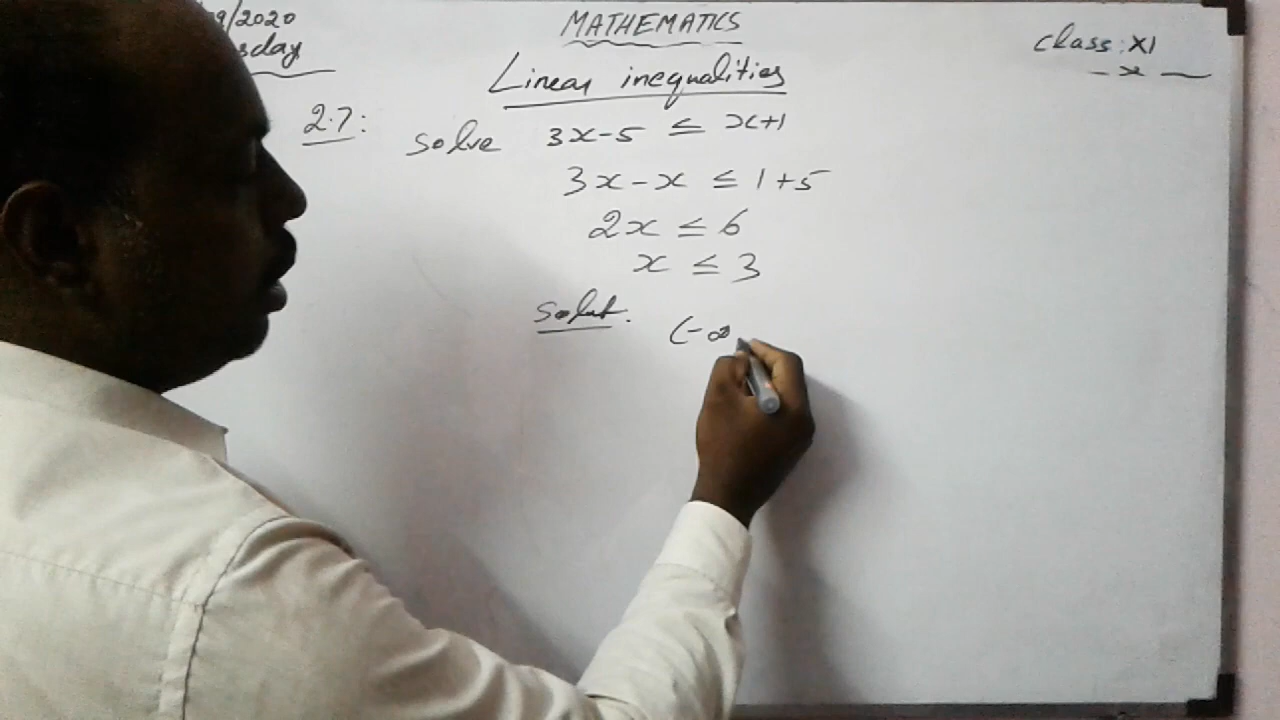 9/2020
sday
MATHEMATICS
Class: XI
- x -
Linear inequalities
2.7: Solve 3x-5 ≤ x+1
3x-x ≤ 1+5
2x ≤ 6
x ≤ 3
Solut. (-∞